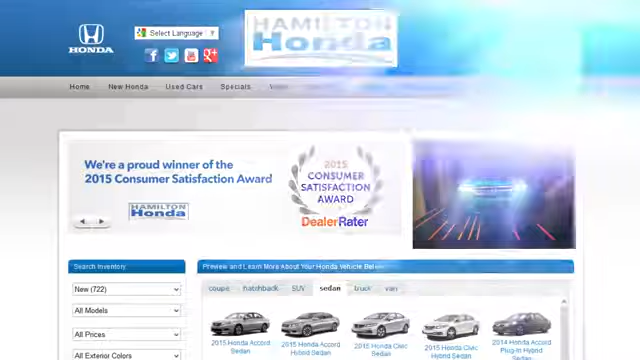 HONDA
Select Language
HAMILTON
Honda
Home New Honda Used Cars Specials
We're a proud winner of the
2015 Consumer Satisfaction Award
HAMILTON
Honda
2015
CONSUMER
SATISFACTION
AWARD
DealerRater
Search Inventory
New (722)
All Models
All Prices
All Exterior Colors
Preview and Learn More About Your Honda Vehicle Below
coupe hatchback SUV sedan truck van
2015 Honda Accord
Sedan
2015 Honda Accord
Hybrid Sedan
2015 Honda Civic
Sedan
2015 Honda Civic
Hybrid Sedan
2014 Honda Accord
Plug-In Hybrid
Sedan